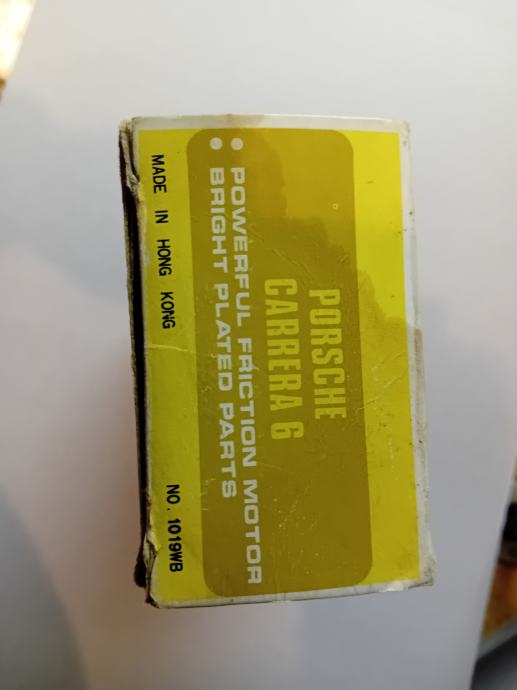 PORSCHE
CARRERA 6
POWERFUL FRICTION MOTOR
BRIGHT PLATED PARTS
MADE IN HONG KONG
NO. 1019WB